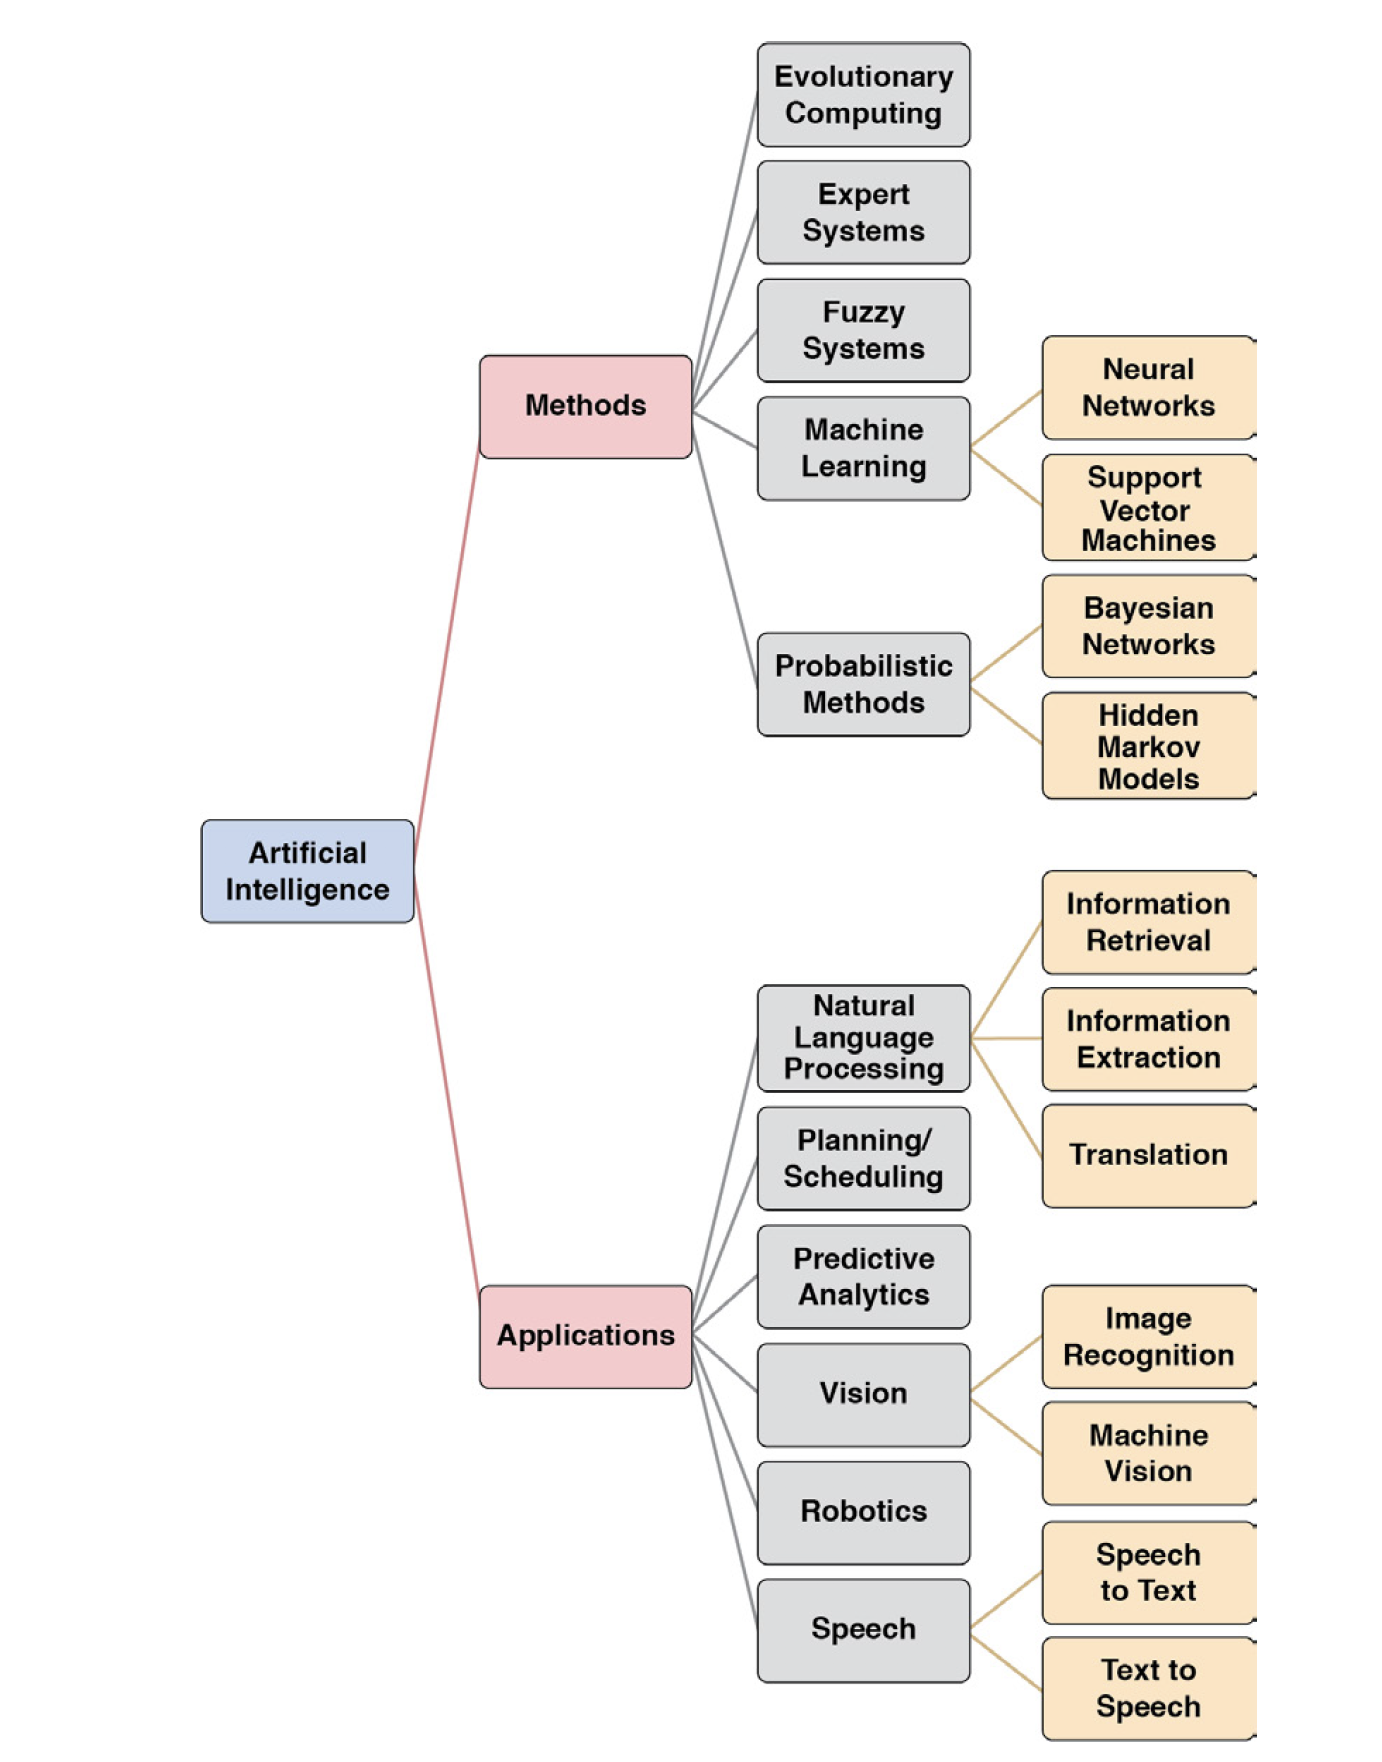 Evolutionary
Computing
Expert
Systems
Fuzzy
Systems
Neural
Networks
Methods
Machine
Learning
Support
Vector
Machines
Bayesian
Networks
Probabilistic
Methods
Hidden
Markov
Models
Artificial
Intelligence
Information
Retrieval
Natural
Language
Processing
Information
Extraction
Planning/
Scheduling
Translation
Predictive
Analytics
Applications
Image
Recognition
Vision
Machine
Vision
Robotics
Speech
to Text
Speech
Text to
Speech